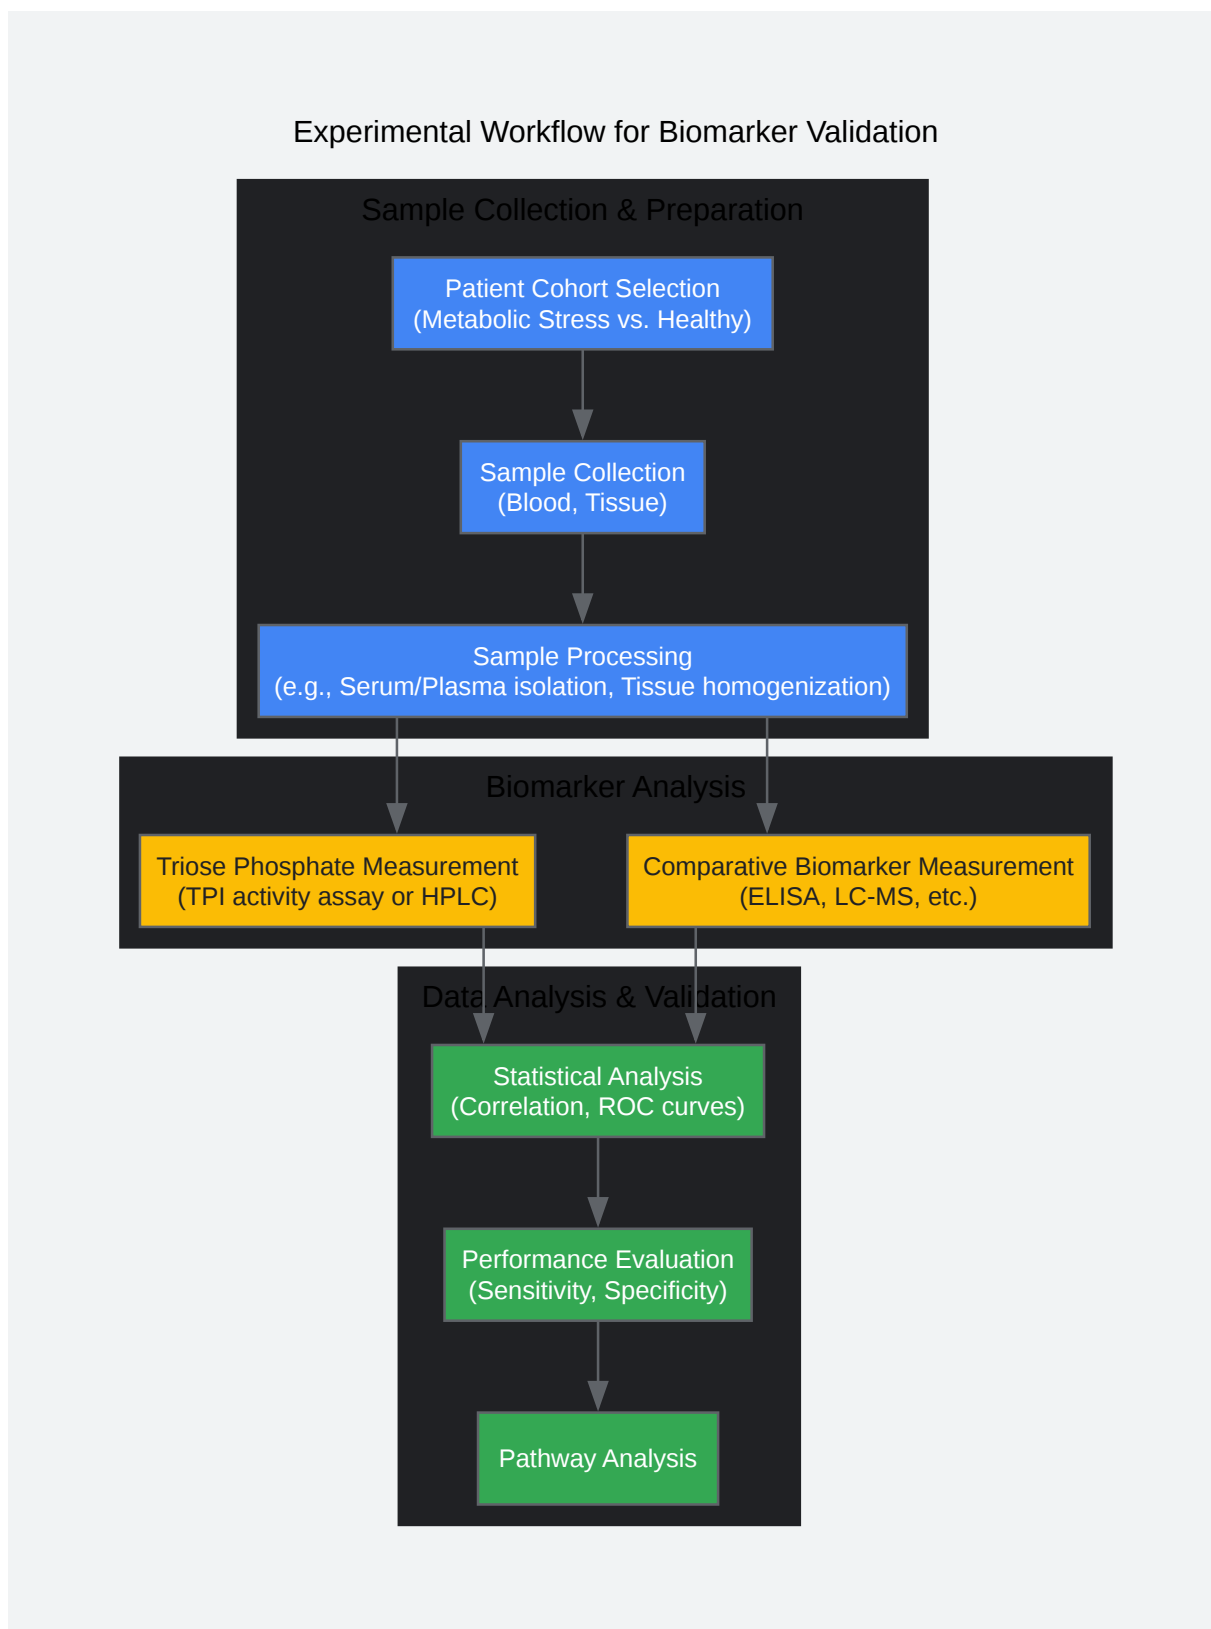 Experimental Workflow for Biomarker Validation
Sample Collection & Preparation
Patient Cohort Selection
(Metabolic Stress vs. Healthy)
Sample Collection
(Blood, Tissue)
Sample Processing
(e.g., Serum/Plasma isolation, Tissue homogenization)
Biomarker Analysis
Triose Phosphate Measurement
(TPI activity assay or HPLC)
Comparative Biomarker Measurement
(ELISA, LC-MS, etc.)
Data Analysis & Validation
Statistical Analysis
(Correlation, ROC curves)
Performance Evaluation
(Sensitivity, Specificity)
Pathway Analysis